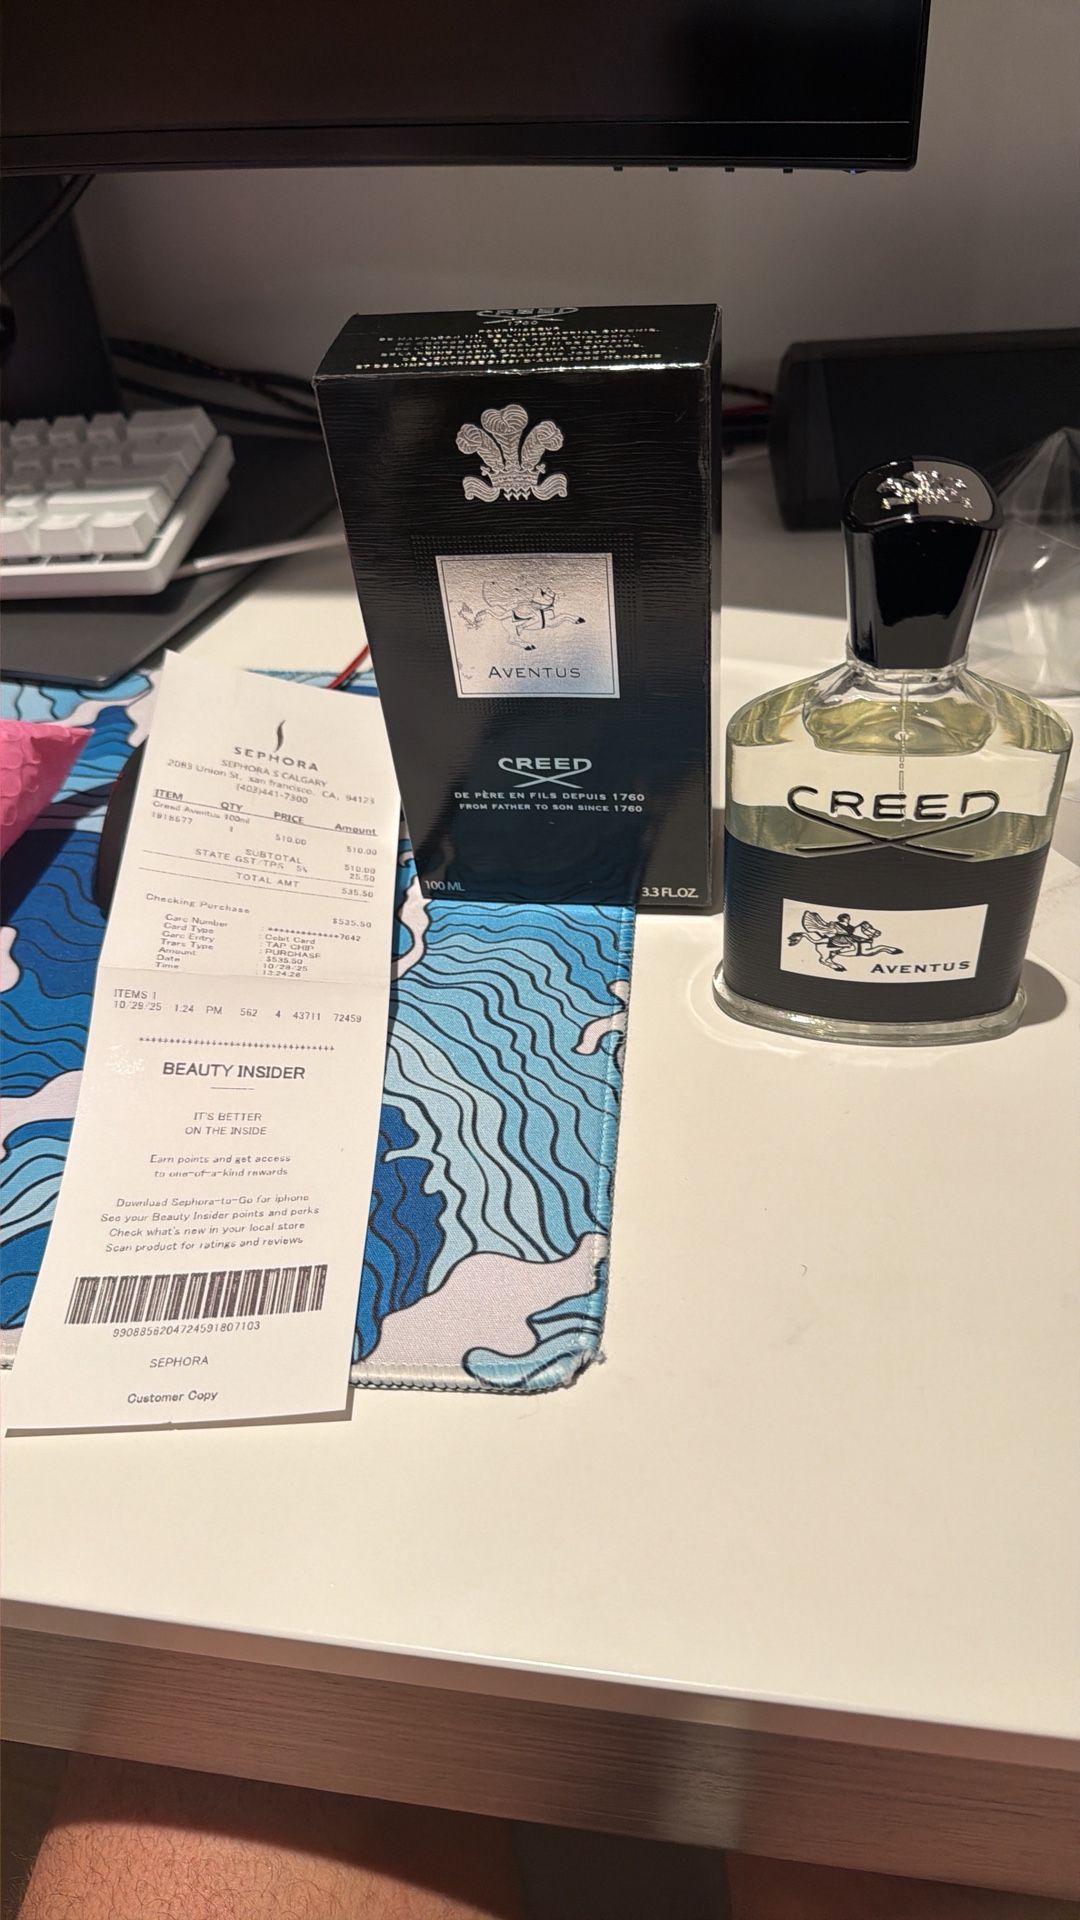 CREED
1760
FOURNISSEUR
SEPHORA
SEPHORA S CALGARY
2083 Union St, san francisco, CA, 94123
(403)441-7300
ITEM QTY PRICE Amount
Creed Aventus 100ml
1918677 1 510.00 510.00
SUBTOTAL 510.00
STATE GST/TPS 5% 25.50
TOTAL AMT 535.50
Checking Purchase $535.50
Card Number : ************7642
Card Type : Debit Card
Card Entry : TAP CHIP
Trans Type : PURCHASE
Amount : $535.50
Date : 10/29/25
Time : 13:24:26
ITEMS 1
10/29/25 1:24 PM 562 4 43711 72459
BEAUTY INSIDER
IT'S BETTER
ON THE INSIDE
Earn points and get access
to one-of-a-kind rewards
Download Sephora-to-Go for iphone
See your Beauty Insider points and perks
Check what's new in your local store
Scan product for ratings and reviews
9908856204724591807103
SEPHORA
Customer Copy
AVENTUS
CREED
DE PÈRE EN FILS DEPUIS 1760
FROM FATHER TO SON SINCE 1760
100 ML 3.3 FL.OZ.
CREED
AVENTUS